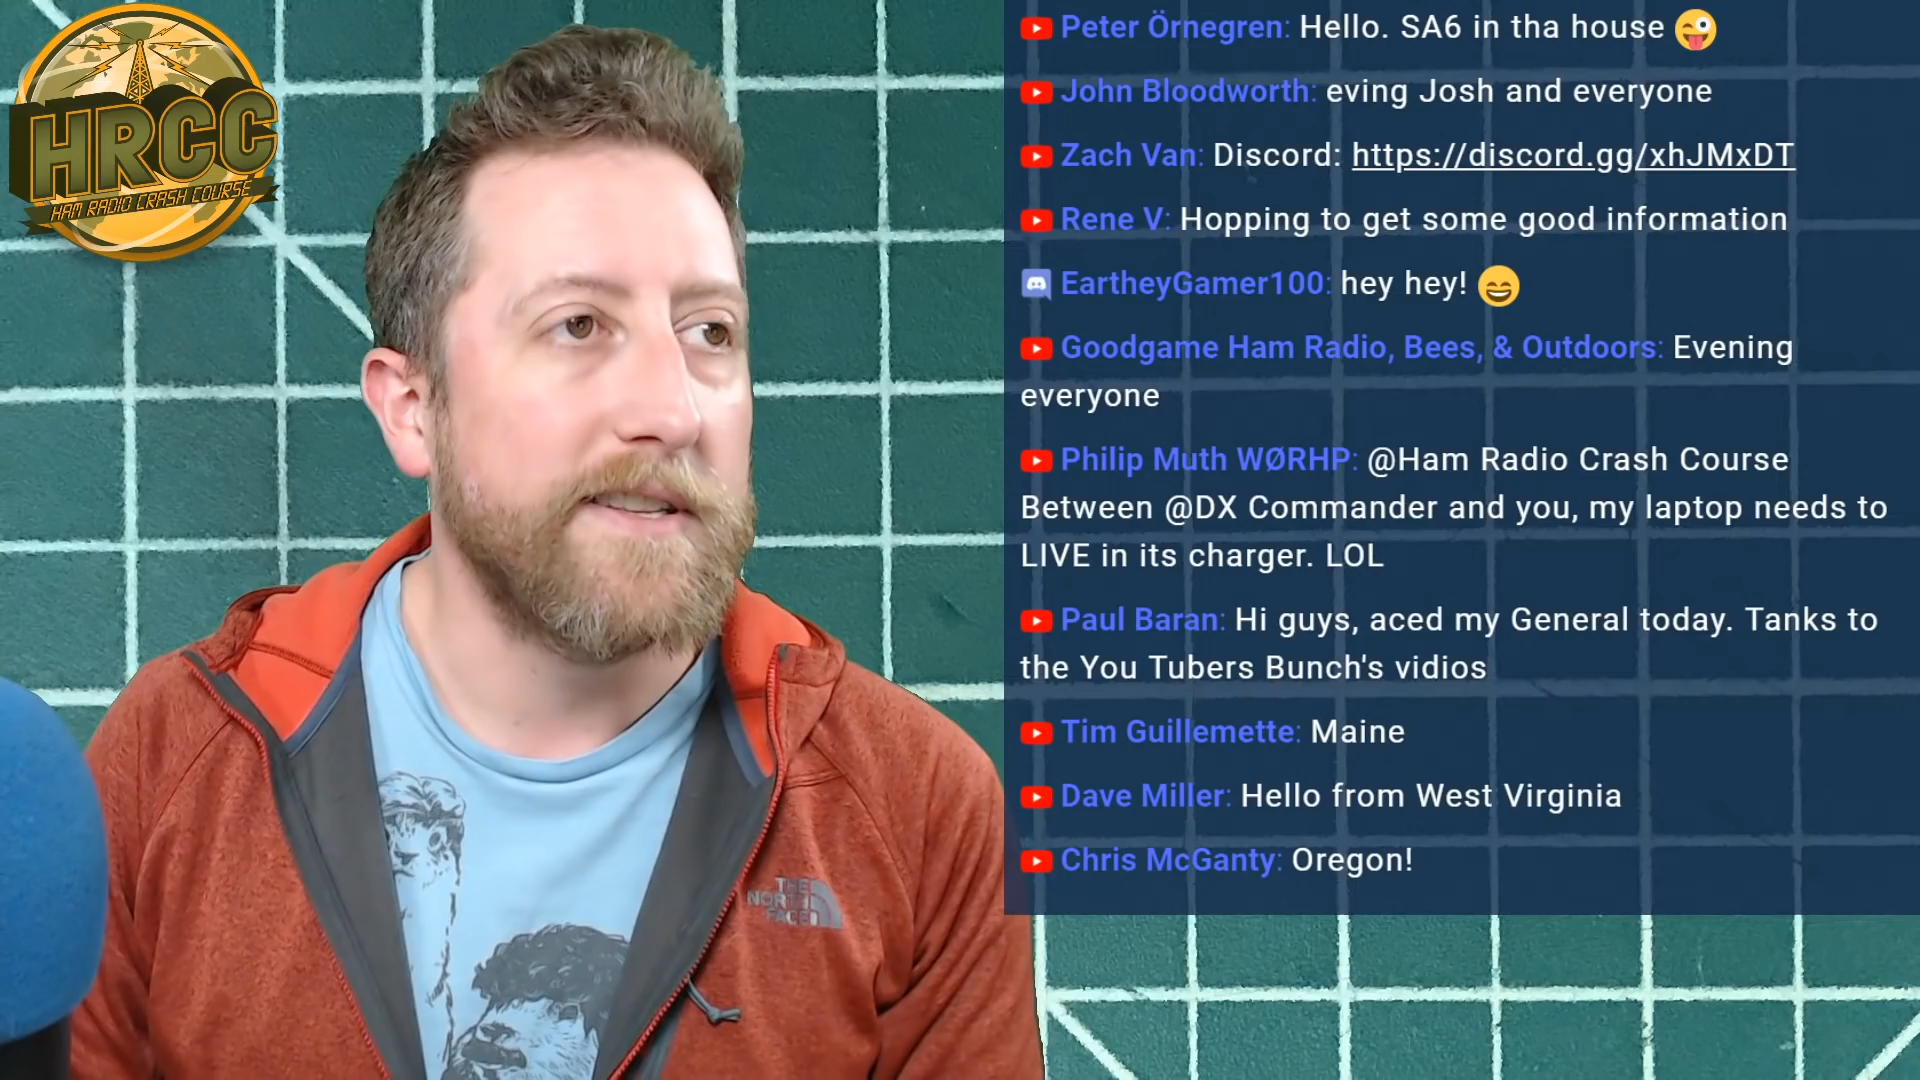 HRCC
HAM RADIO CRASH COURSE
Peter Örnegren: Hello. SA6 in tha house 😜
John Bloodworth: eving Josh and everyone
Zach Van: Discord: https://discord.gg/xhJMxDT
Rene V: Hopping to get some good information
EartheyGamer100: hey hey! 😄
Goodgame Ham Radio, Bees, & Outdoors: Evening
everyone
Philip Muth WØRHP: @Ham Radio Crash Course
Between @DX Commander and you, my laptop needs to
LIVE in its charger. LOL
Paul Baran: Hi guys, aced my General today. Tanks to
the You Tubers Bunch's vidios
Tim Guillemette: Maine
Dave Miller: Hello from West Virginia
Chris McGanty: Oregon!
THE
NORTH
FACE